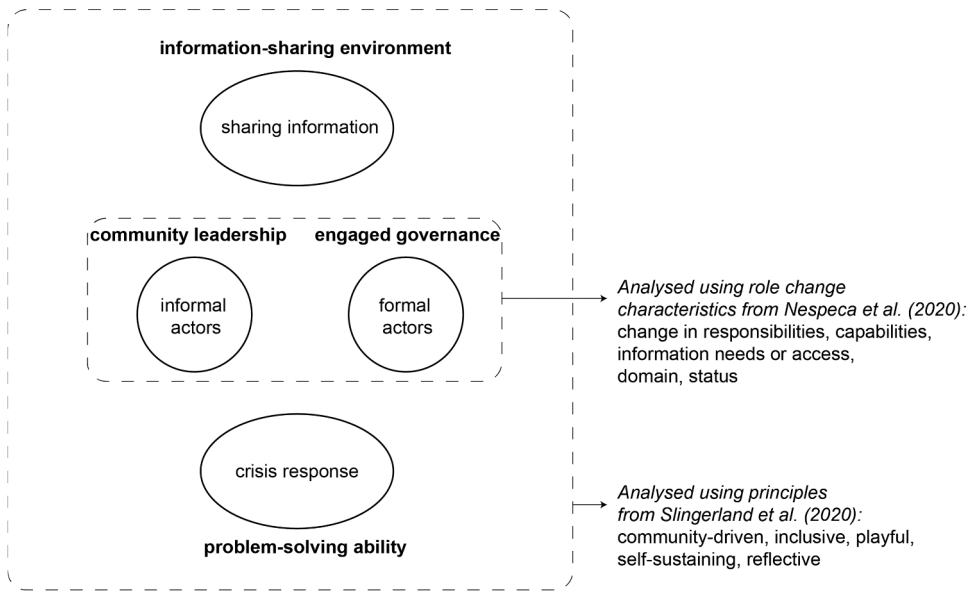 information-sharing environment
sharing information
community leadership
engaged governance
informal
actors
formal
actors
Analysed using role change
characteristics from Nespeca et al. (2020):
change in responsibilities, capabilities,
information needs or access,
domain, status
crisis response
problem-solving ability
Analysed using principles
from Slingerland et al. (2020):
community-driven, inclusive, playful,
self-sustaining, reflective